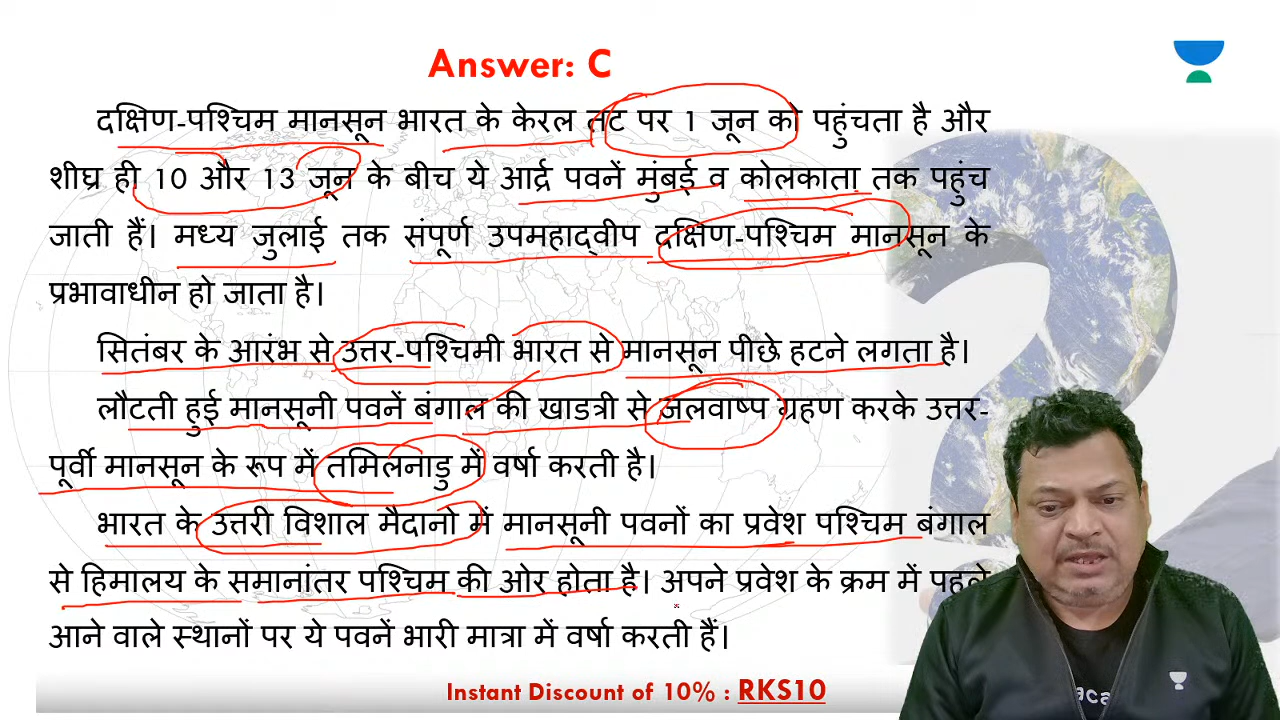 Answer: C
दक्षिण-पश्चिम मानसून भारत के केरल तट पर 1 जून को पहुंचता है और
शीघ्र ही 10 और 13 जून के बीच ये आर्द्र पवनें मुंबई व कोलकाता तक पहुंच
जाती हैं। मध्य जुलाई तक संपूर्ण उपमहाद्वीप दक्षिण-पश्चिम मानसून के
प्रभावाधीन हो जाता है।
सितंबर के आरंभ से उत्तर-पश्चिमी भारत से मानसून पीछे हटने लगता है।
लौटती हुई मानसूनी पवनें बंगाल की खाडत्री से जलवाष्प ग्रहण करके उत्तर-
पूर्वी मानसून के रूप में तमिलनाडु में वर्षा करती है।
भारत के उत्तरी विशाल मैदानो में मानसूनी पवनों का प्रवेश पश्चिम बंगाल
से हिमालय के समानांतर पश्चिम की ओर होता है। अपने प्रवेश के क्रम में पहले
आने वाले स्थानों पर ये पवनें भारी मात्रा में वर्षा करती हैं।
Instant Discount of 10% : RKS10